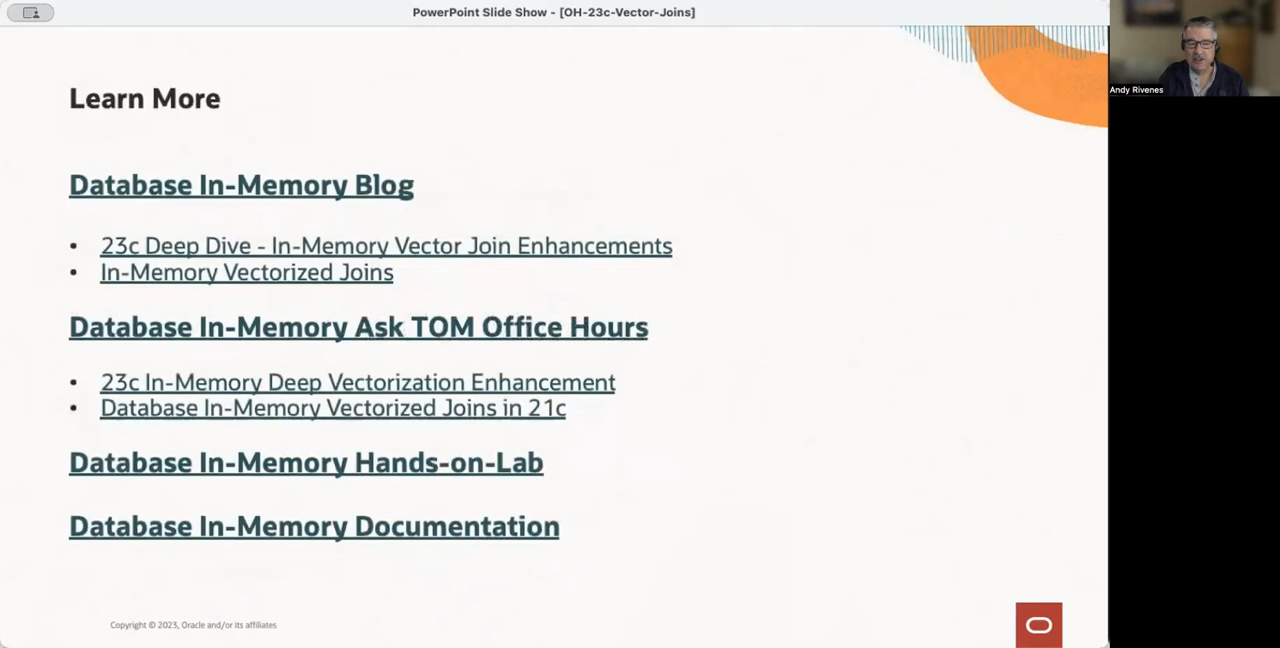 PowerPoint Slide Show - [OH-23c-Vector-Joins]
Andy Rivenes
Learn More
Database In-Memory Blog
• 23c Deep Dive - In-Memory Vector Join Enhancements
• In-Memory Vectorized Joins
Database In-Memory Ask TOM Office Hours
• 23c In-Memory Deep Vectorization Enhancement
• Database In-Memory Vectorized Joins in 21c
Database In-Memory Hands-on-Lab
Database In-Memory Documentation
Copyright © 2023, Oracle and/or its affiliates